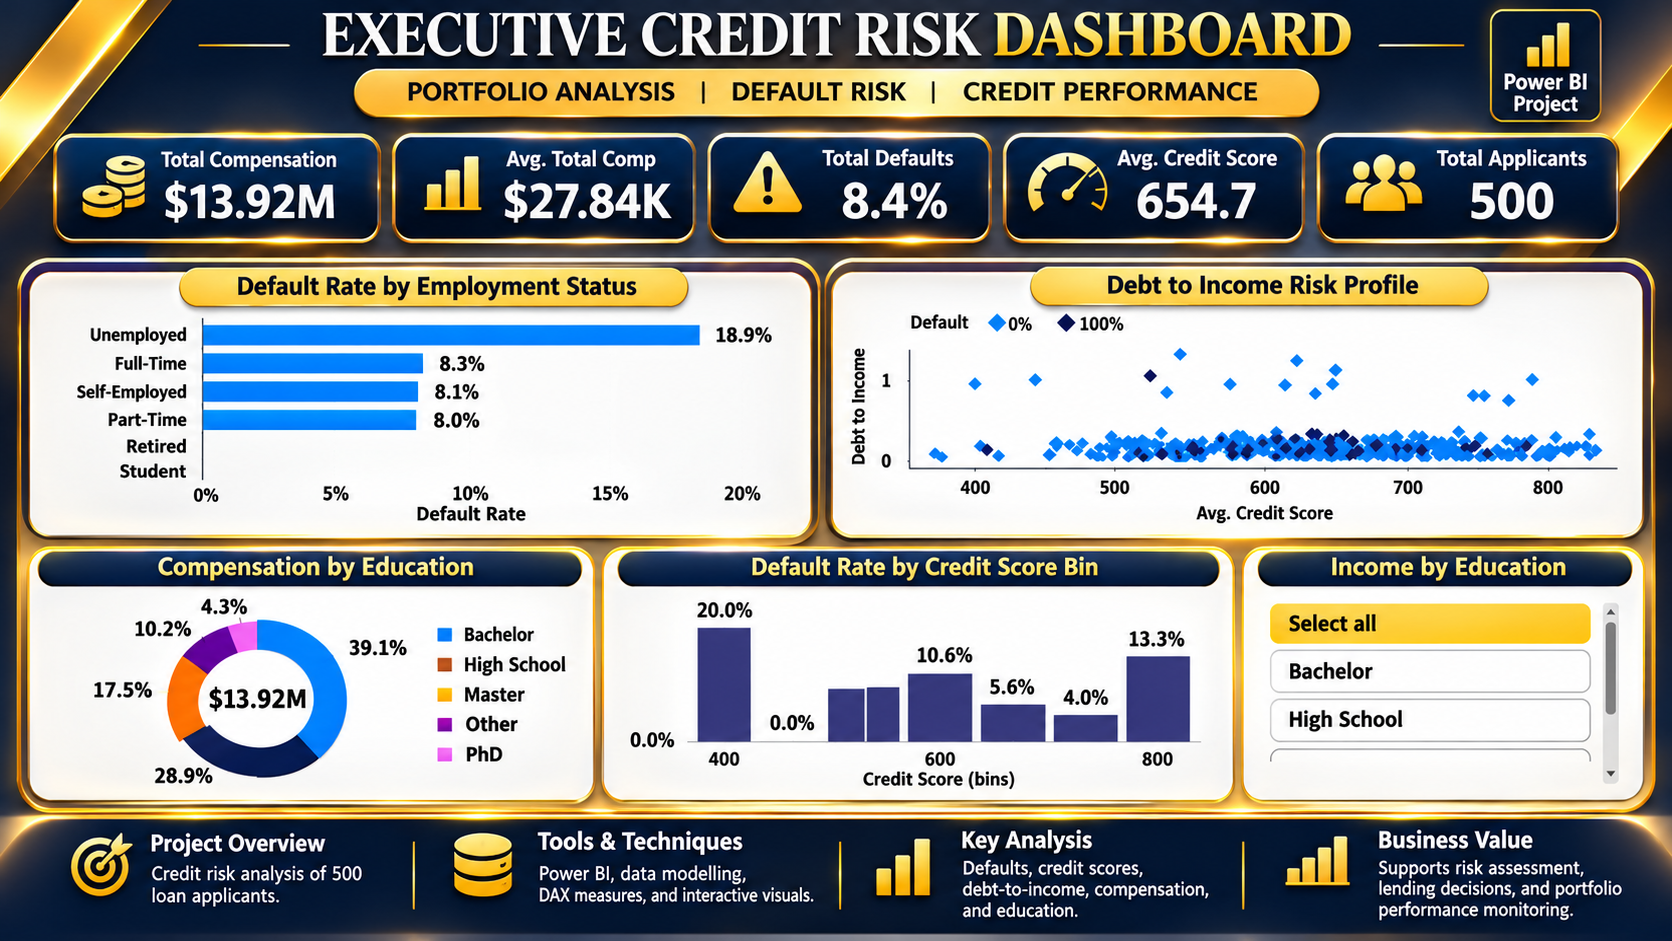 EXECUTIVE CREDIT RISK DASHBOARD
PORTFOLIO ANALYSIS | DEFAULT RISK | CREDIT PERFORMANCE
Power BI
Project
Total Compensation
$13.92M
Avg. Total Comp
$27.84K
Total Defaults
8.4%
Avg. Credit Score
654.7
Total Applicants
500
Default Rate by Employment Status
Unemployed 18.9%
Full-Time 8.3%
Self-Employed 8.1%
Part-Time 8.0%
Retired
Student
0% 5% 10% 15% 20%
Default Rate
Debt to Income Risk Profile
Default 0% 100%
Debt to Income
1
0
400 500 600 700 800
Avg. Credit Score
Compensation by Education
4.3%
10.2%
39.1%
17.5%
$13.92M
28.9%
Bachelor
High School
Master
Other
PhD
Default Rate by Credit Score Bin
20.0%
13.3%
10.6%
5.6%
4.0%
0.0%
0.0%
400 600 800
Credit Score (bins)
Income by Education
Select all
Bachelor
High School
Project Overview
Credit risk analysis of 500
loan applicants.
Tools & Techniques
Power BI, data modelling,
DAX measures, and interactive visuals.
Key Analysis
Defaults, credit scores,
debt-to-income, compensation,
and education.
Business Value
Supports risk assessment,
lending decisions, and portfolio
performance monitoring.